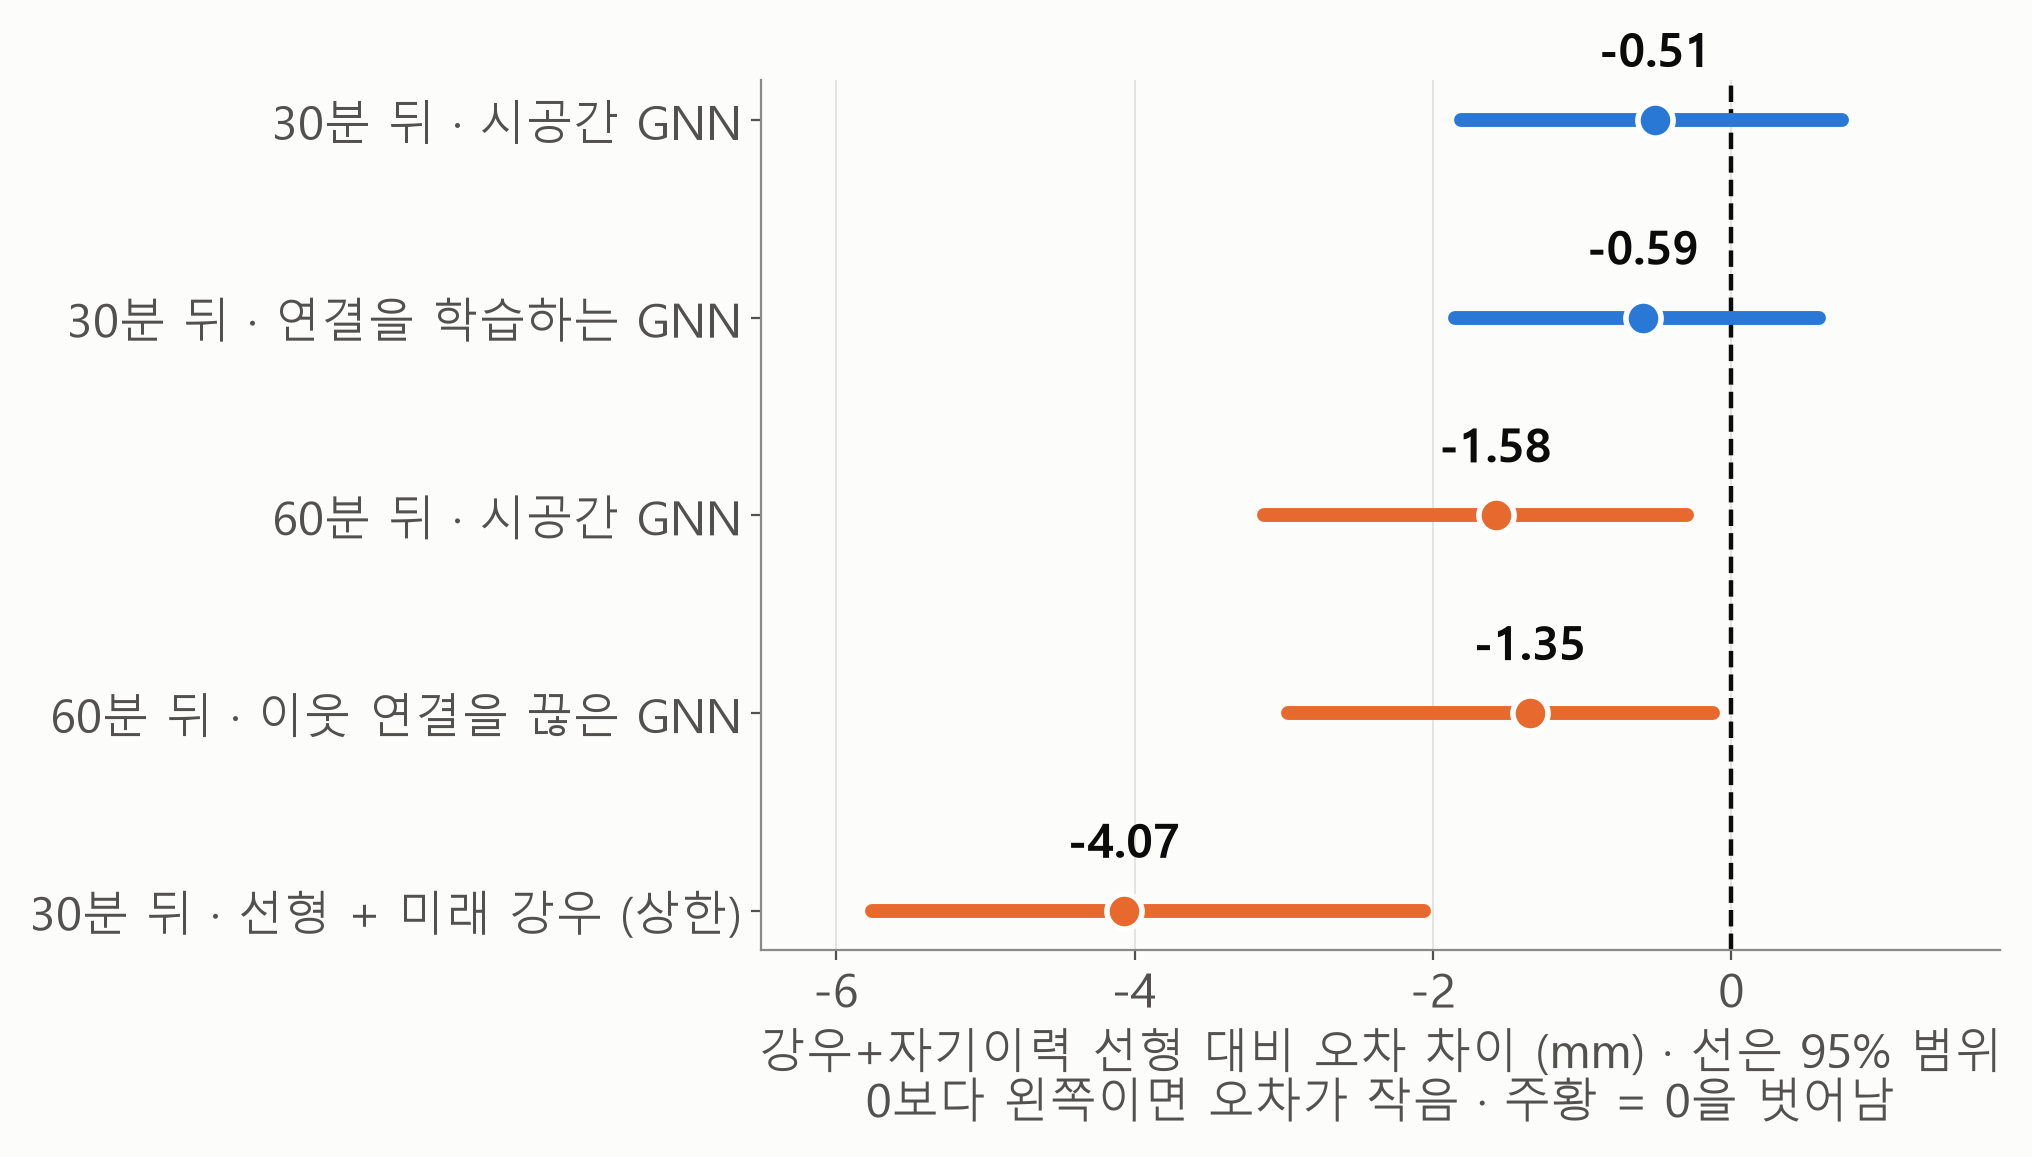 -0.51
30분 뒤 · 시공간 GNN
-0.59
30분 뒤 · 연결을 학습하는 GNN
-1.58
60분 뒤 · 시공간 GNN
-1.35
60분 뒤 · 이웃 연결을 끊은 GNN
-4.07
30분 뒤 · 선형 + 미래 강우 (상한)
-6 -4 -2 0
강우+자기이력 선형 대비 오차 차이 (mm) · 선은 95% 범위
0보다 왼쪽이면 오차가 작음 · 주황 = 0을 벗어남